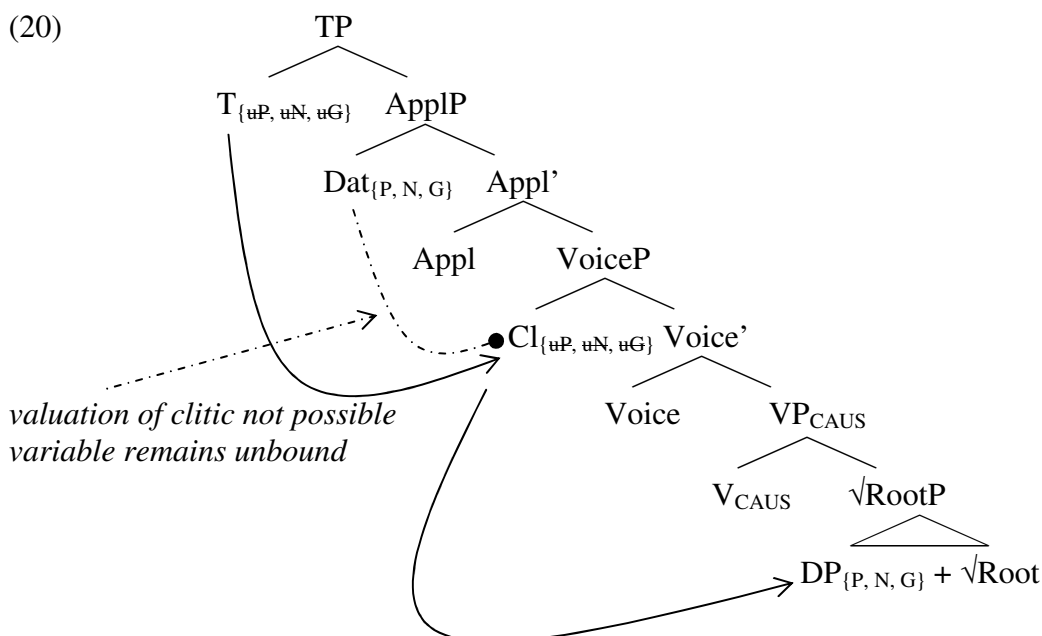 (20) TP
T{uP, uN, uG} ApplP
Dat{P, N, G} Appl’
Appl VoiceP
Cl{uP, uN, uG} Voice’
valuation of clitic not possible
variable remains unbound
Voice VPCAUS
VCAUS √RootP
DP{P, N, G} + √Root